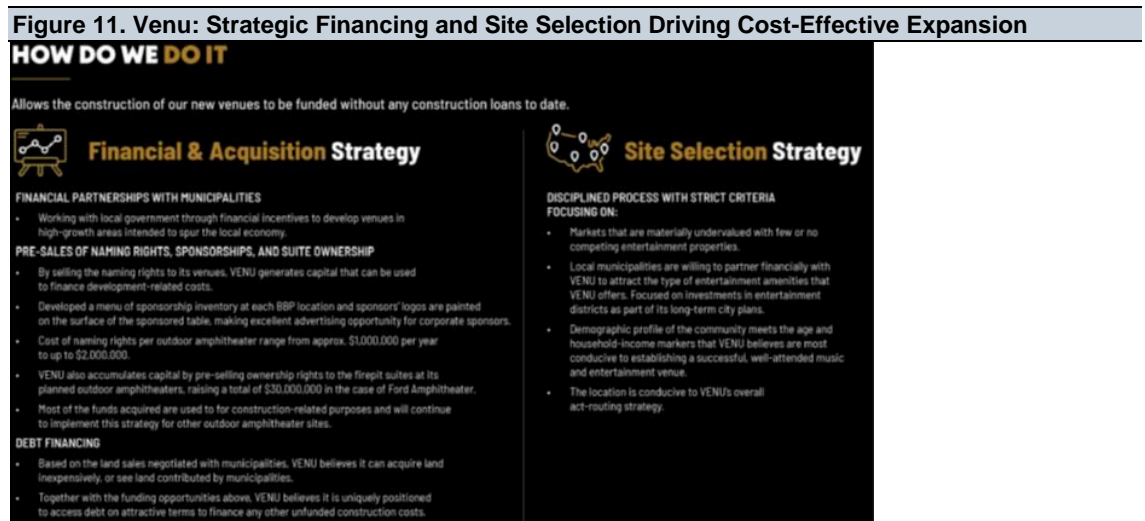 Figure 11. Venu: Strategic Financing and Site Selection Driving Cost-Effective Expansion
HOW DO WE DO IT
Allows the construction of our new venues to be funded without any construction loans to date.
Financial & Acquisition Strategy
FINANCIAL PARTNERSHIPS WITH MUNICIPALITIES
• Working with local government through financial incentives to develop venues in
high-growth areas intended to spur the local economy.
PRE-SALES OF NAMING RIGHTS, SPONSORSHIPS, AND SUITE OWNERSHIP
• By selling the naming rights to its venues, VENU generates capital that can be used
to finance development-related costs.
• Developed a menu of sponsorship inventory at each BBP location and sponsors' logos are painted
on the surface of the sponsored table, making excellent advertising opportunity for corporate sponsors.
• Cost of naming rights per outdoor amphitheater range from approx. $1,000,000 per year
to up to $2,000,000.
• VENU also accumulates capital by pre-selling ownership rights to the firepit suites at its
planned outdoor amphitheaters, raising a total of $30,000,000 in the case of Ford Amphitheater.
• Most of the funds acquired are used to for construction-related purposes and will continue
to implement this strategy for other outdoor amphitheater sites.
DEBT FINANCING
• Based on the land sales negotiated with municipalities, VENU believes it can acquire land
inexpensively, or see land contributed by municipalities.
• Together with the funding opportunities above, VENU believes it is uniquely positioned
to access debt on attractive terms to finance any other unfunded construction costs.
Site Selection Strategy
DISCIPLINED PROCESS WITH STRICT CRITERIA
FOCUSING ON:
• Markets that are materially undervalued with few or no
competing entertainment properties.
• Local municipalities are willing to partner financially with
VENU to attract the type of entertainment amenities that
VENU offers. Focused on investments in entertainment
districts as part of its long-term city plans.
• Demographic profile of the community meets the age and
household-income markers that VENU believes are most
conducive to establishing a successful, well-attended music
and entertainment venue.
• The location is conducive to VENU's overall
act-routing strategy.